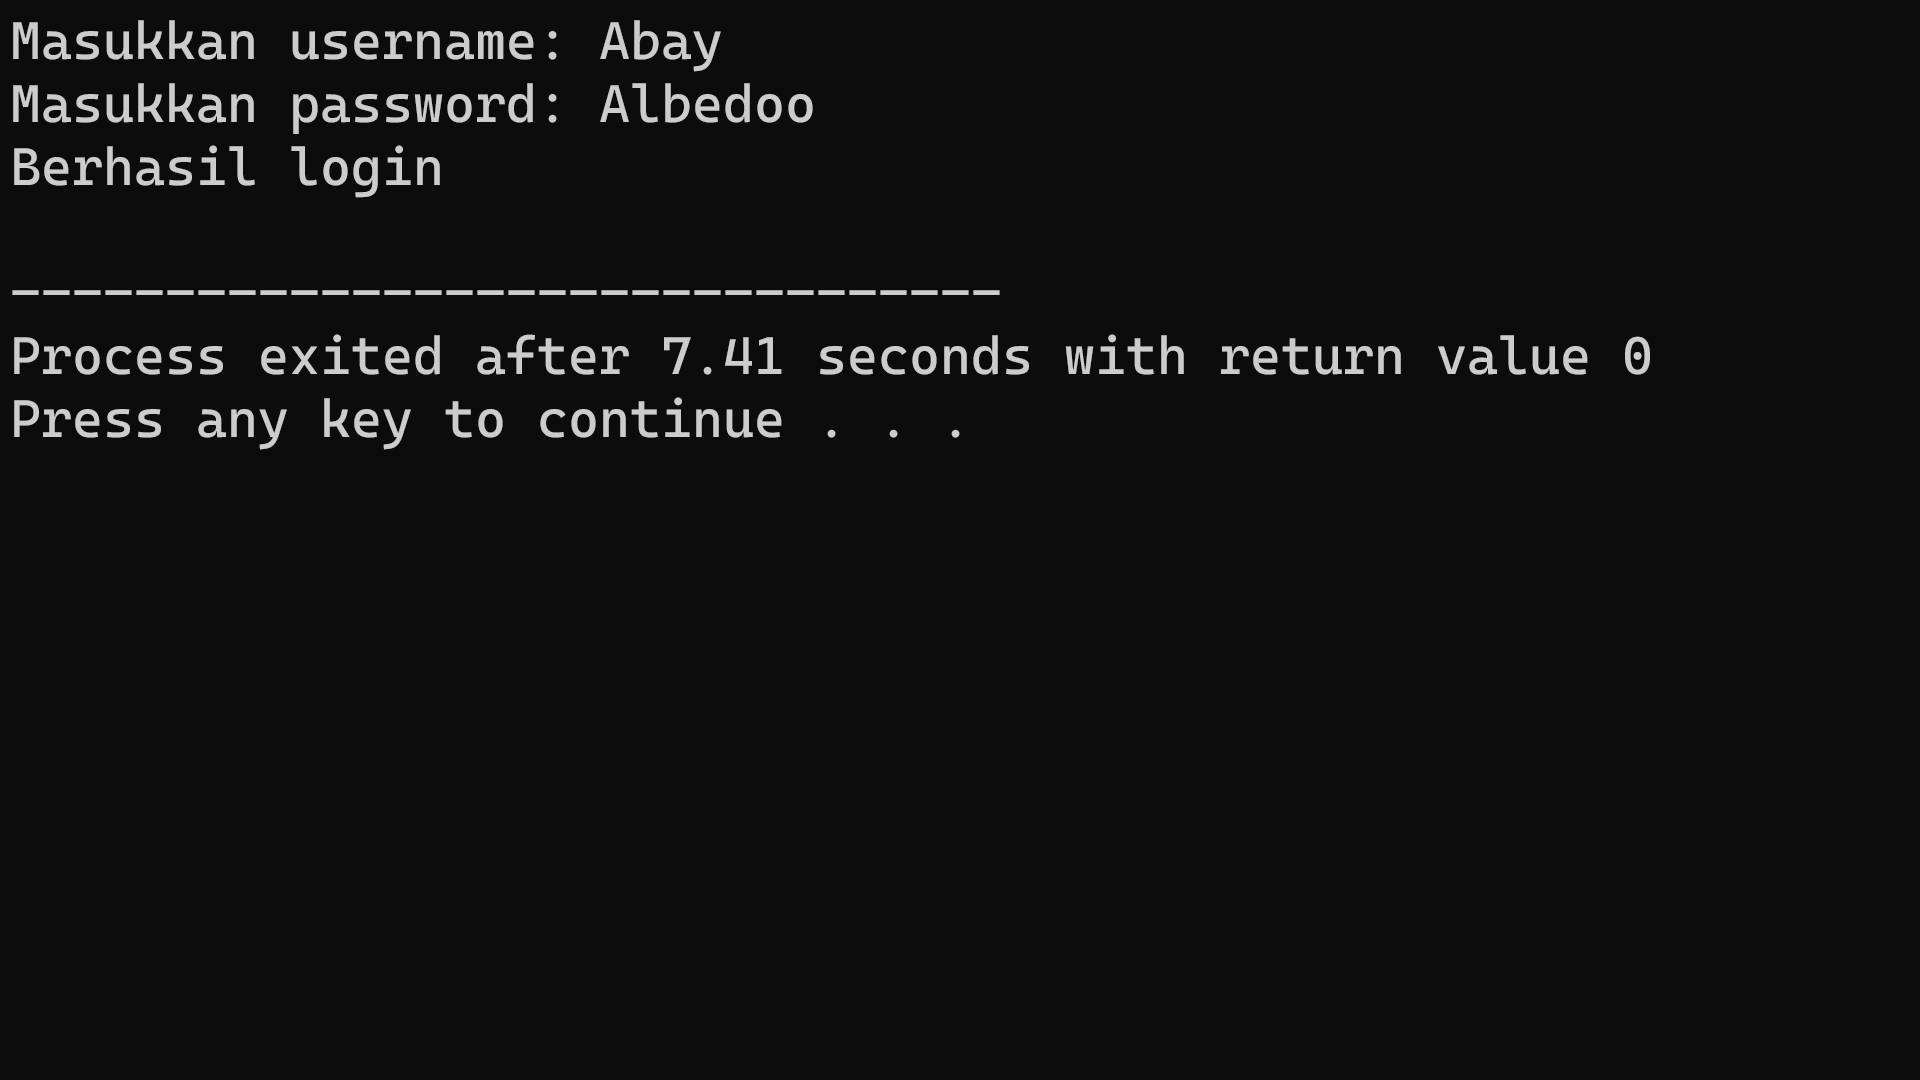 Masukkan username: Abay
Masukkan password: Albedoo
Berhasil login
--------------------------------
Process exited after 7.41 seconds with return value 0
Press any key to continue . . .